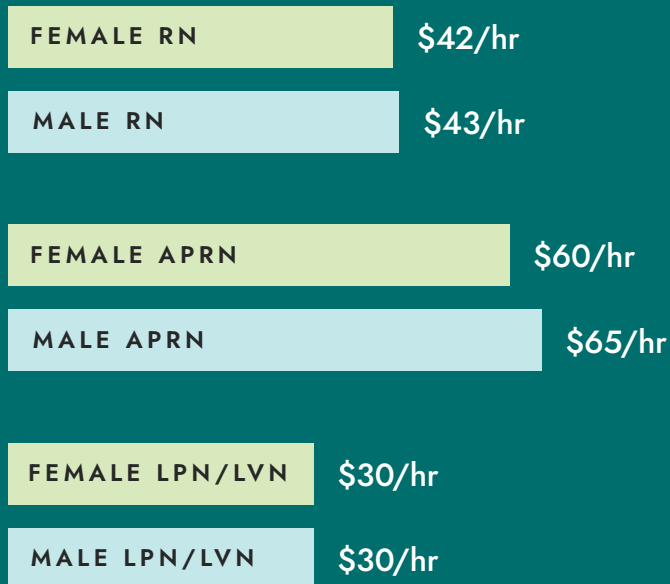 FEMALE RN $42/hr
MALE RN $43/hr
FEMALE APRN $60/hr
MALE APRN $65/hr
FEMALE LPN/LVN $30/hr
MALE LPN/LVN $30/hr